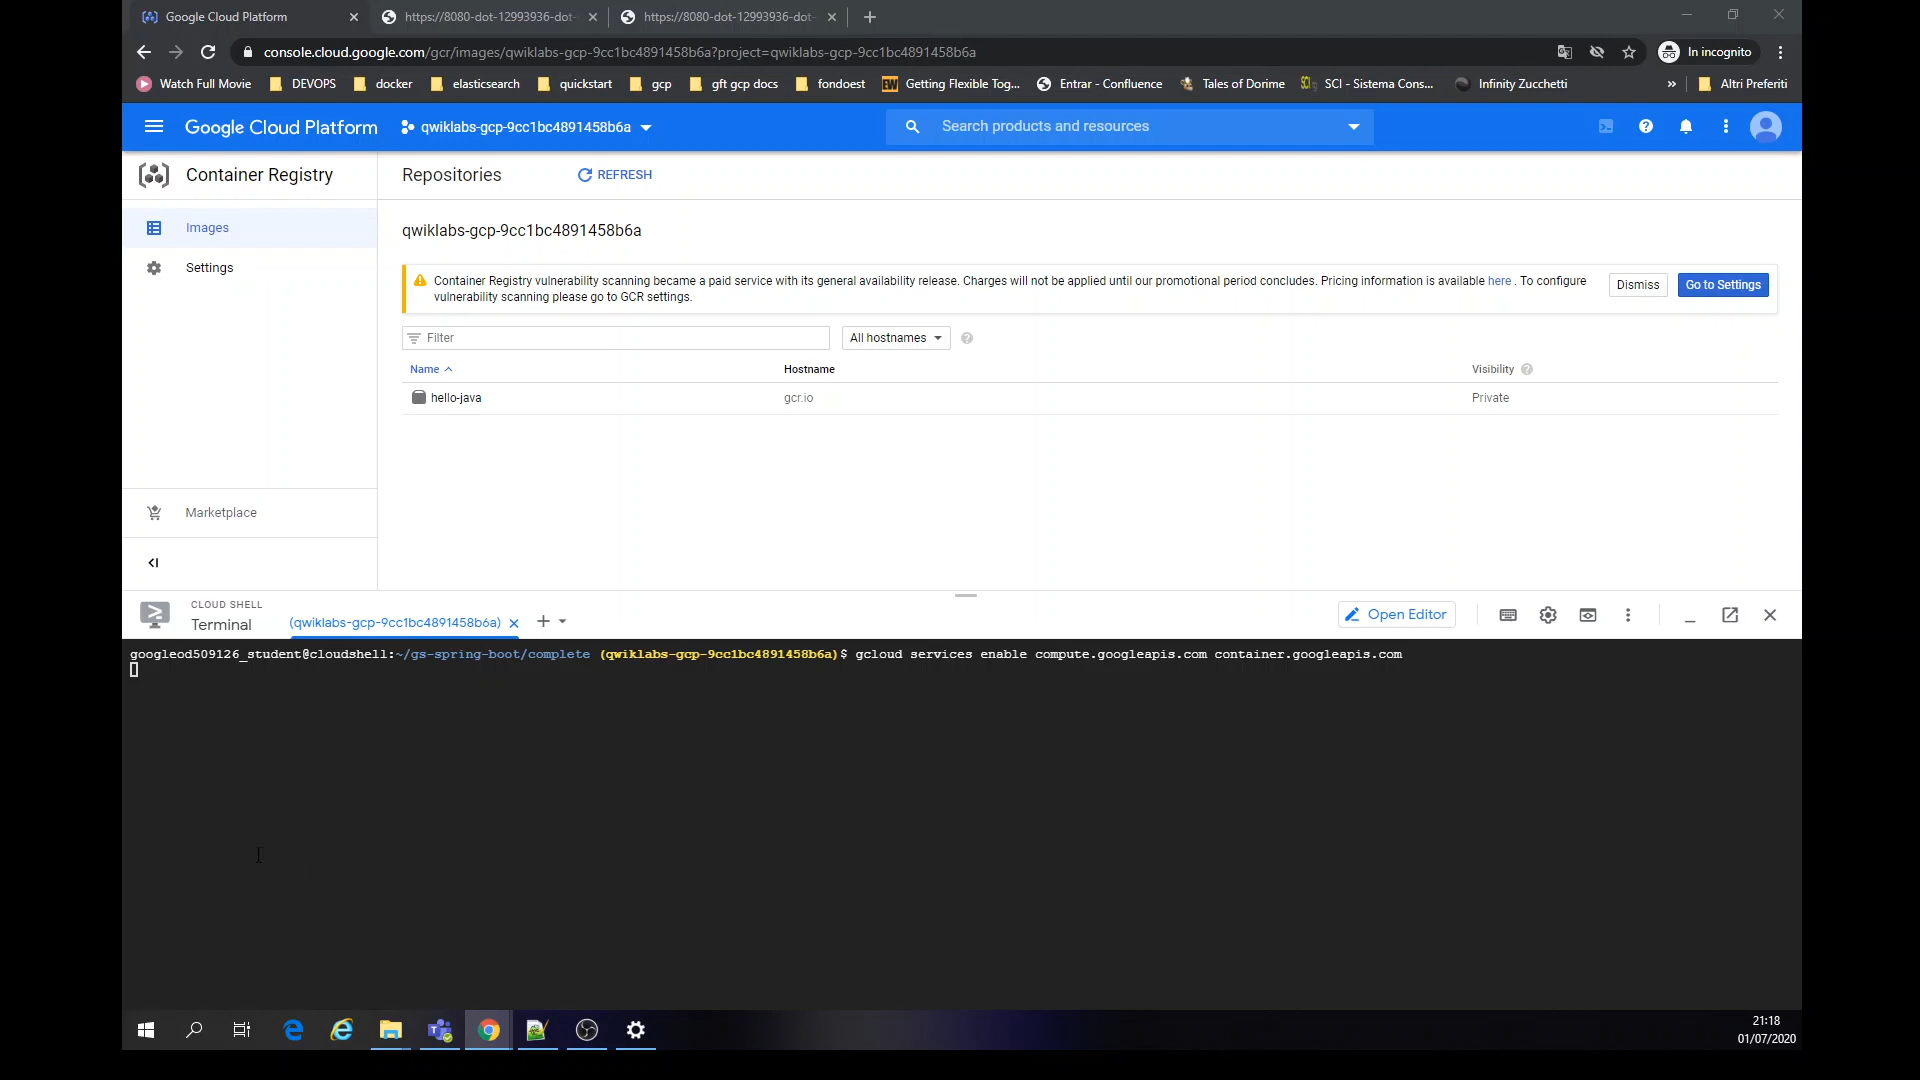 Google Cloud Platform
https://8080-dot-12993936-dot-
https://8080-dot-12993936-dot-
console.cloud.google.com/gcr/images/qwiklabs-gcp-9cc1bc4891458b6a?project=qwiklabs-gcp-9cc1bc4891458b6a
In incognito
Watch Full Movie
DEVOPS
docker
elasticsearch
quickstart
gcp
gft gcp docs
fondoest
Getting Flexible Tog...
Entrar - Confluence
Tales of Dorime
SCI - Sistema Cons...
Infinity Zucchetti
»
Altri Preferiti
Google Cloud Platform
qwiklabs-gcp-9cc1bc4891458b6a
Search products and resources
Container Registry
Repositories
REFRESH
Images
Settings
Marketplace
qwiklabs-gcp-9cc1bc4891458b6a
Container Registry vulnerability scanning became a paid service with its general availability release. Charges will not be applied until our promotional period concludes. Pricing information is available here . To configure
vulnerability scanning please go to GCR settings.
Dismiss
Go to Settings
Filter
All hostnames
Name
Hostname
Visibility
hello-java
gcr.io
Private
CLOUD SHELL
Terminal
(qwiklabs-gcp-9cc1bc4891458b6a)
Open Editor
googleod509126_student@cloudshell:~/gs-spring-boot/complete (qwiklabs-gcp-9cc1bc4891458b6a)$ gcloud services enable compute.googleapis.com container.googleapis.com
21:18
01/07/2020